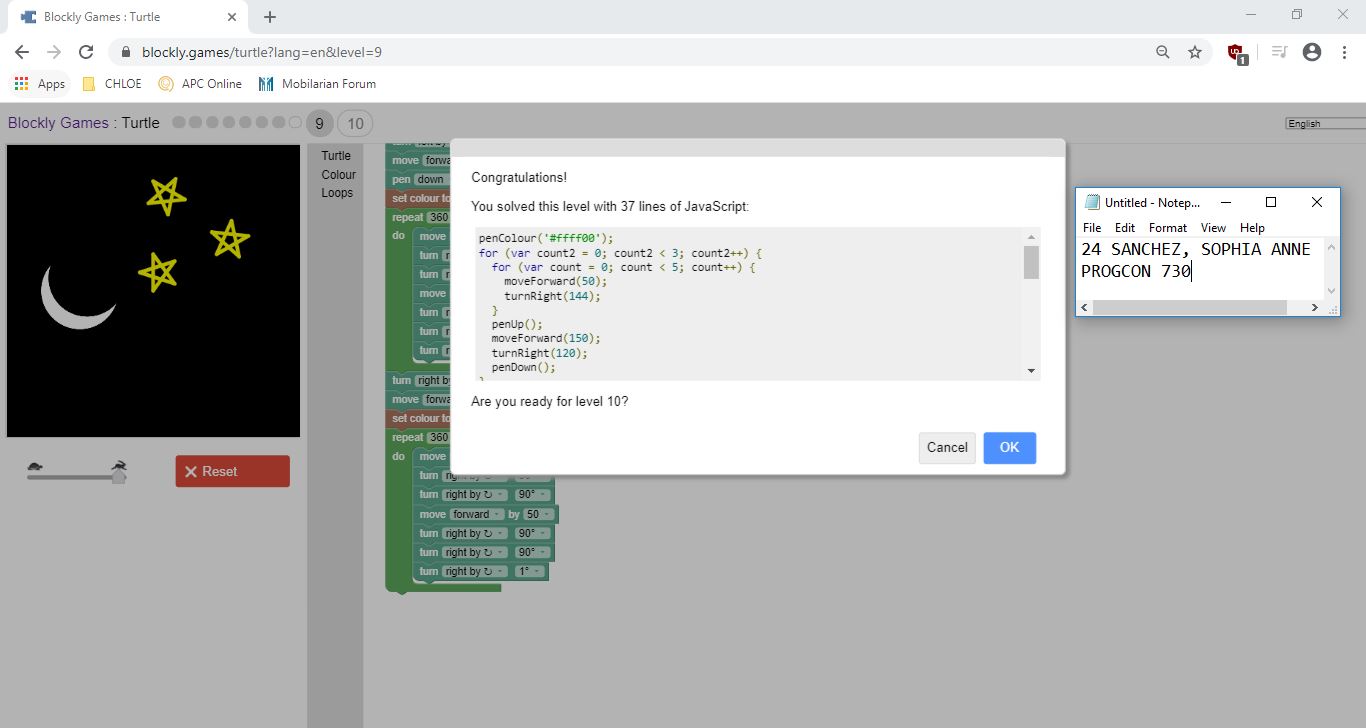 Blockly Games : Turtle
blockly.games/turtle?lang=en&level=9
1
Apps
CHLOE
APC Online
Mobilarian Forum
Blockly Games : Turtle
9
10
English
Turtle
Colour
Loops
move forwa
pen down
set colour to
repeat 360
do
move
turn
turn
move
turn
turn
turn
turn right by
move forwa
set colour to
repeat 360
do
move
turn
turn right by 90°
move forward by 50
turn right by 90°
turn right by 90°
turn right by 1°
Reset
Congratulations!
You solved this level with 37 lines of JavaScript:
penColour('#ffff00');
for (var count2 = 0; count2 < 3; count2++) {
for (var count = 0; count < 5; count++) {
moveForward(50);
turnRight(144);
}
penUp();
moveForward(150);
turnRight(120);
penDown();
Are you ready for level 10?
Cancel
OK
Untitled - Notep...
File Edit Format View Help
24 SANCHEZ, SOPHIA ANNE
PROGCON 730